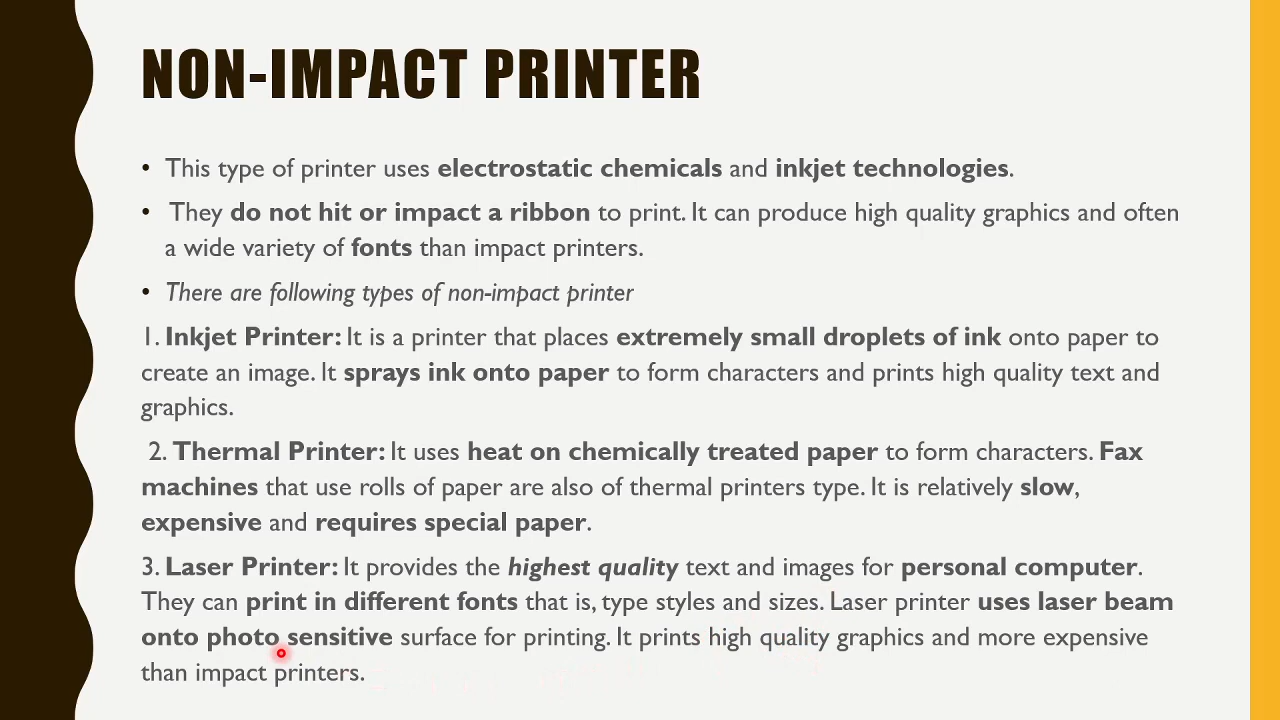 NON-IMPACT PRINTER
• This type of printer uses electrostatic chemicals and inkjet technologies.
• They do not hit or impact a ribbon to print. It can produce high quality graphics and often
a wide variety of fonts than impact printers.
• There are following types of non-impact printer
1. Inkjet Printer: It is a printer that places extremely small droplets of ink onto paper to
create an image. It sprays ink onto paper to form characters and prints high quality text and
graphics.
2. Thermal Printer: It uses heat on chemically treated paper to form characters. Fax
machines that use rolls of paper are also of thermal printers type. It is relatively slow,
expensive and requires special paper.
3. Laser Printer: It provides the highest quality text and images for personal computer.
They can print in different fonts that is, type styles and sizes. Laser printer uses laser beam
onto photo sensitive surface for printing. It prints high quality graphics and more expensive
than impact printers.